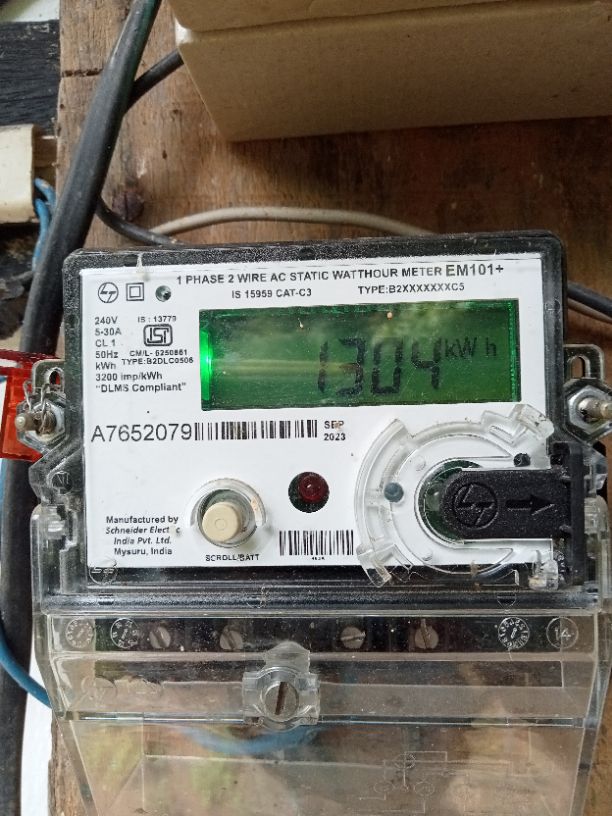 1 PHASE 2 WIRE AC STATIC WATTHOUR METER EM101+
IS 15959 CAT-C3 TYPE:B2XXXXXXXC5
240V IS : 13779
5-30A
CL 1
50Hz CM/L- 6250861
kWh TYPE:B2DLC0506
3200 imp/kWh
"DLMS Compliant"
1304 kWh
A7652079
SEP
2023
Manufactured by
Schneider Elect c
India Pvt. Ltd.
Mysuru, India
SCROLL/BATT